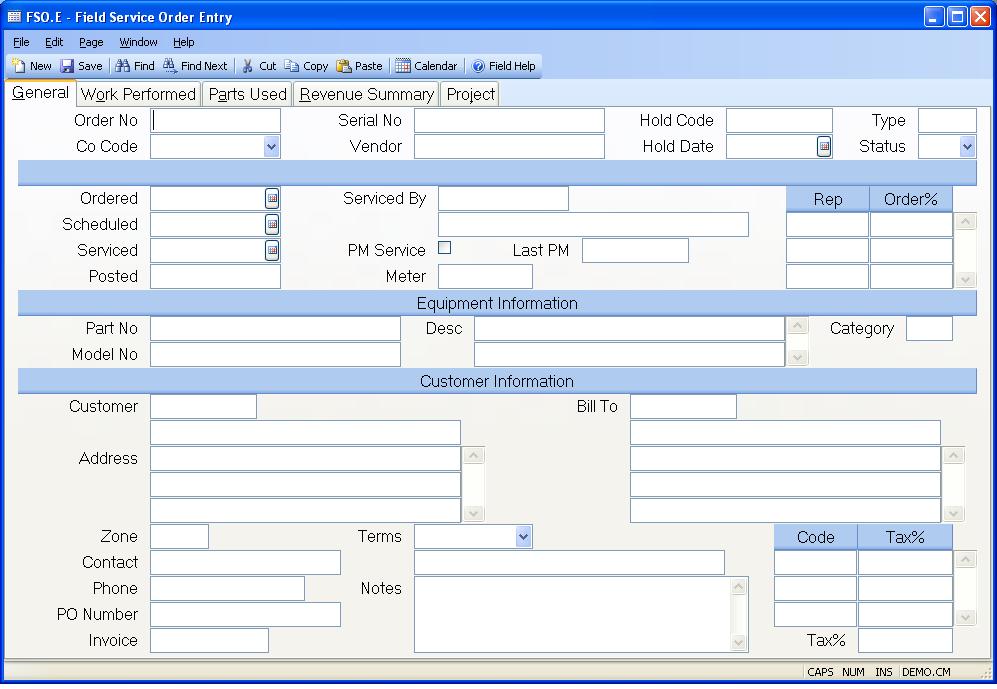 FSO.E - Field Service Order Entry
File Edit Page Window Help
New Save Find Find Next Cut Copy Paste Calendar Field Help
General Work Performed Parts Used Revenue Summary Project
Order No Serial No Hold Code Type
Co Code Vendor Hold Date Status
Ordered Serviced By Rep Order%
Scheduled
Serviced PM Service Last PM
Posted Meter
Equipment Information
Part No Desc Category
Model No
Customer Information
Customer Bill To
Address
Zone Terms Code Tax%
Contact
Phone Notes
PO Number
Invoice Tax%
CAPS NUM INS DEMO.CM